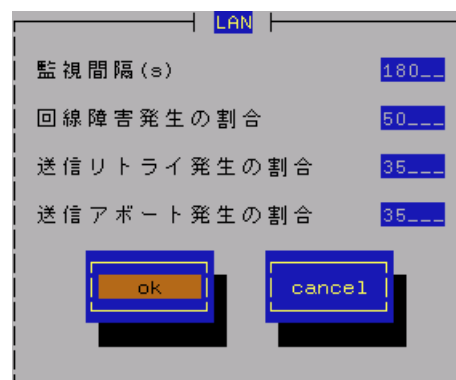 LAN
監視間隔(s) 180__
回線障害発生の割合 50___
送信リトライ発生の割合 35___
送信アボート発生の割合 35___
ok cancel